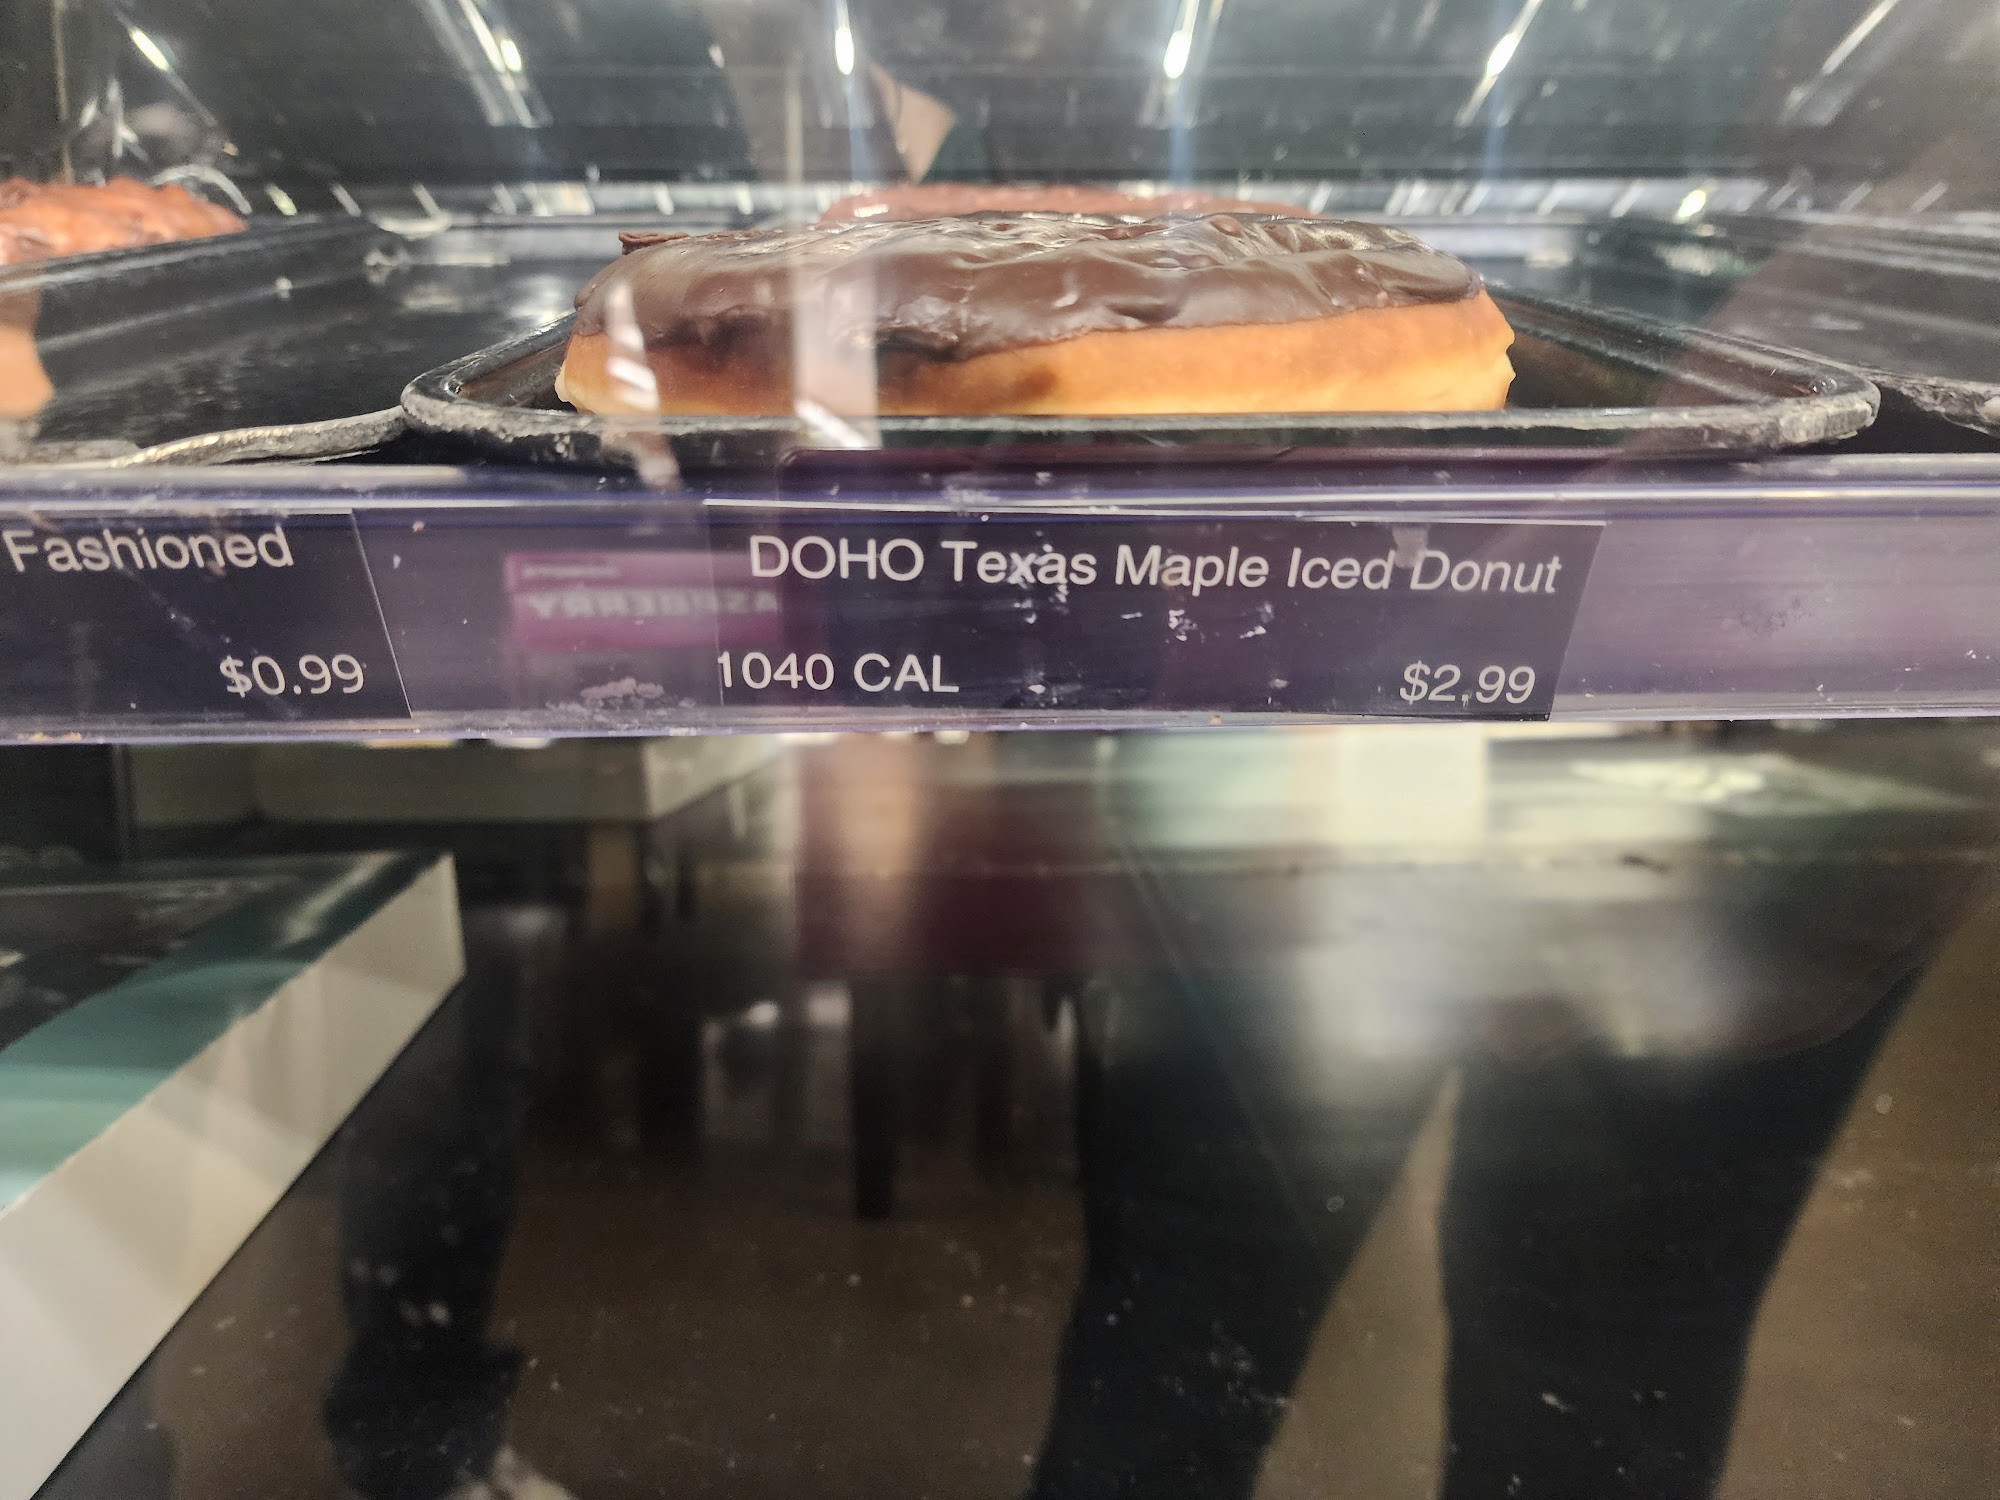 Fashioned
$0.99
DOHO Texas Maple Iced Donut
1040 CAL
$2.99